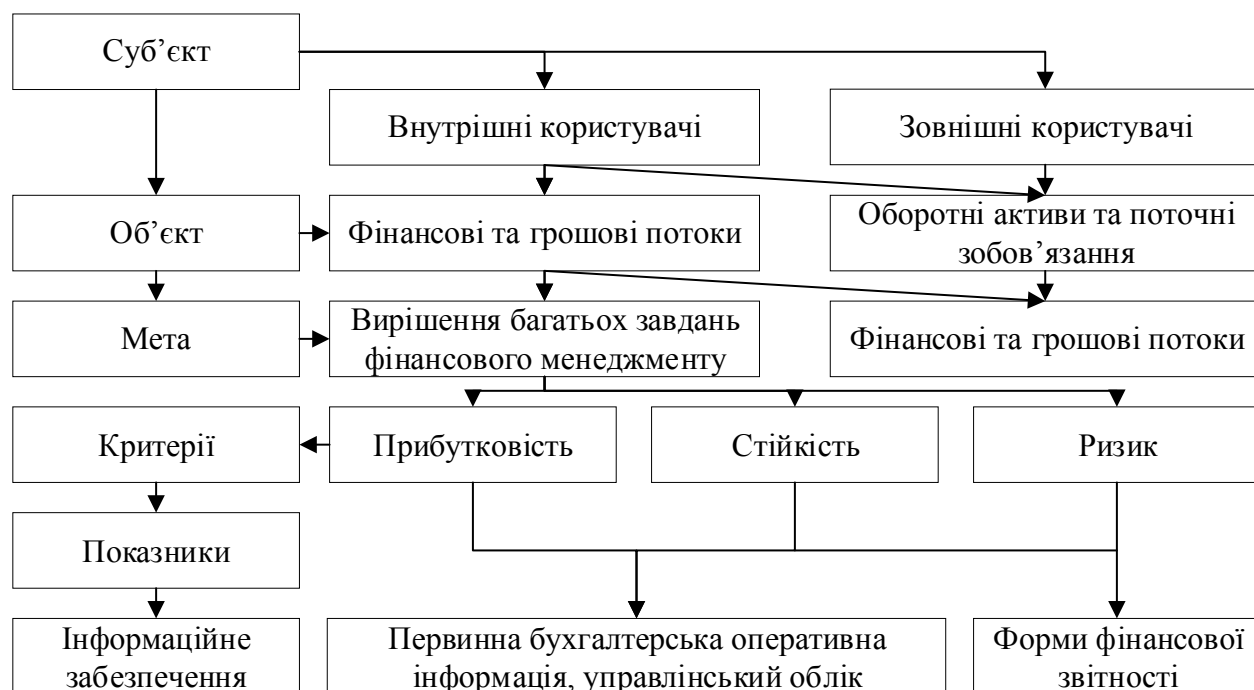 Суб’єкт
Внутрішні користувачі
Зовнішні користувачі
Об’єкт
Фінансові та грошові потоки
Оборотні активи та поточні
зобов’язання
Мета
Вирішення багатьох завдань
фінансового менеджменту
Фінансові та грошові потоки
Критерії
Прибутковість
Стійкість
Ризик
Показники
Інформаційне
забезпечення
Первинна бухгалтерська оперативна
інформація, управлінський облік
Форми фінансової
звітності